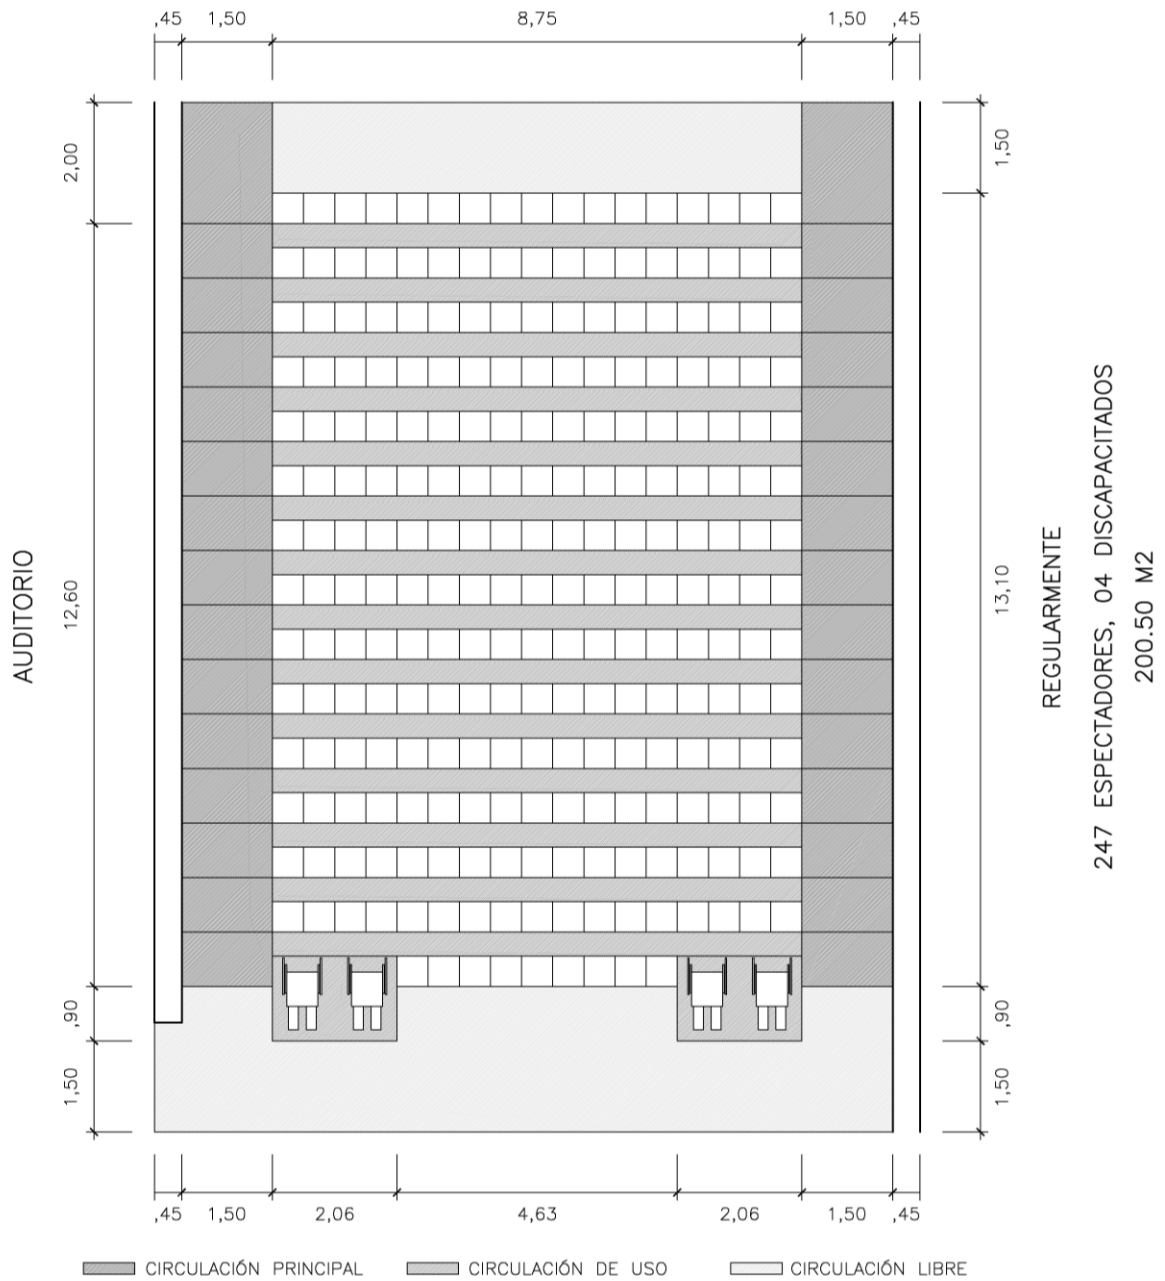 ,45 1,50 8,75 1,50 ,45
2,00
12,60
,90
1,50
1,50
13,10
,90
1,50
AUDITORIO
REGULARMENTE
247 ESPECTADORES, 04 DISCAPACITADOS
200.50 M2
,45 1,50 2,06 4,63 2,06 1,50 ,45
CIRCULACIÓN PRINCIPAL CIRCULACIÓN DE USO CIRCULACIÓN LIBRE